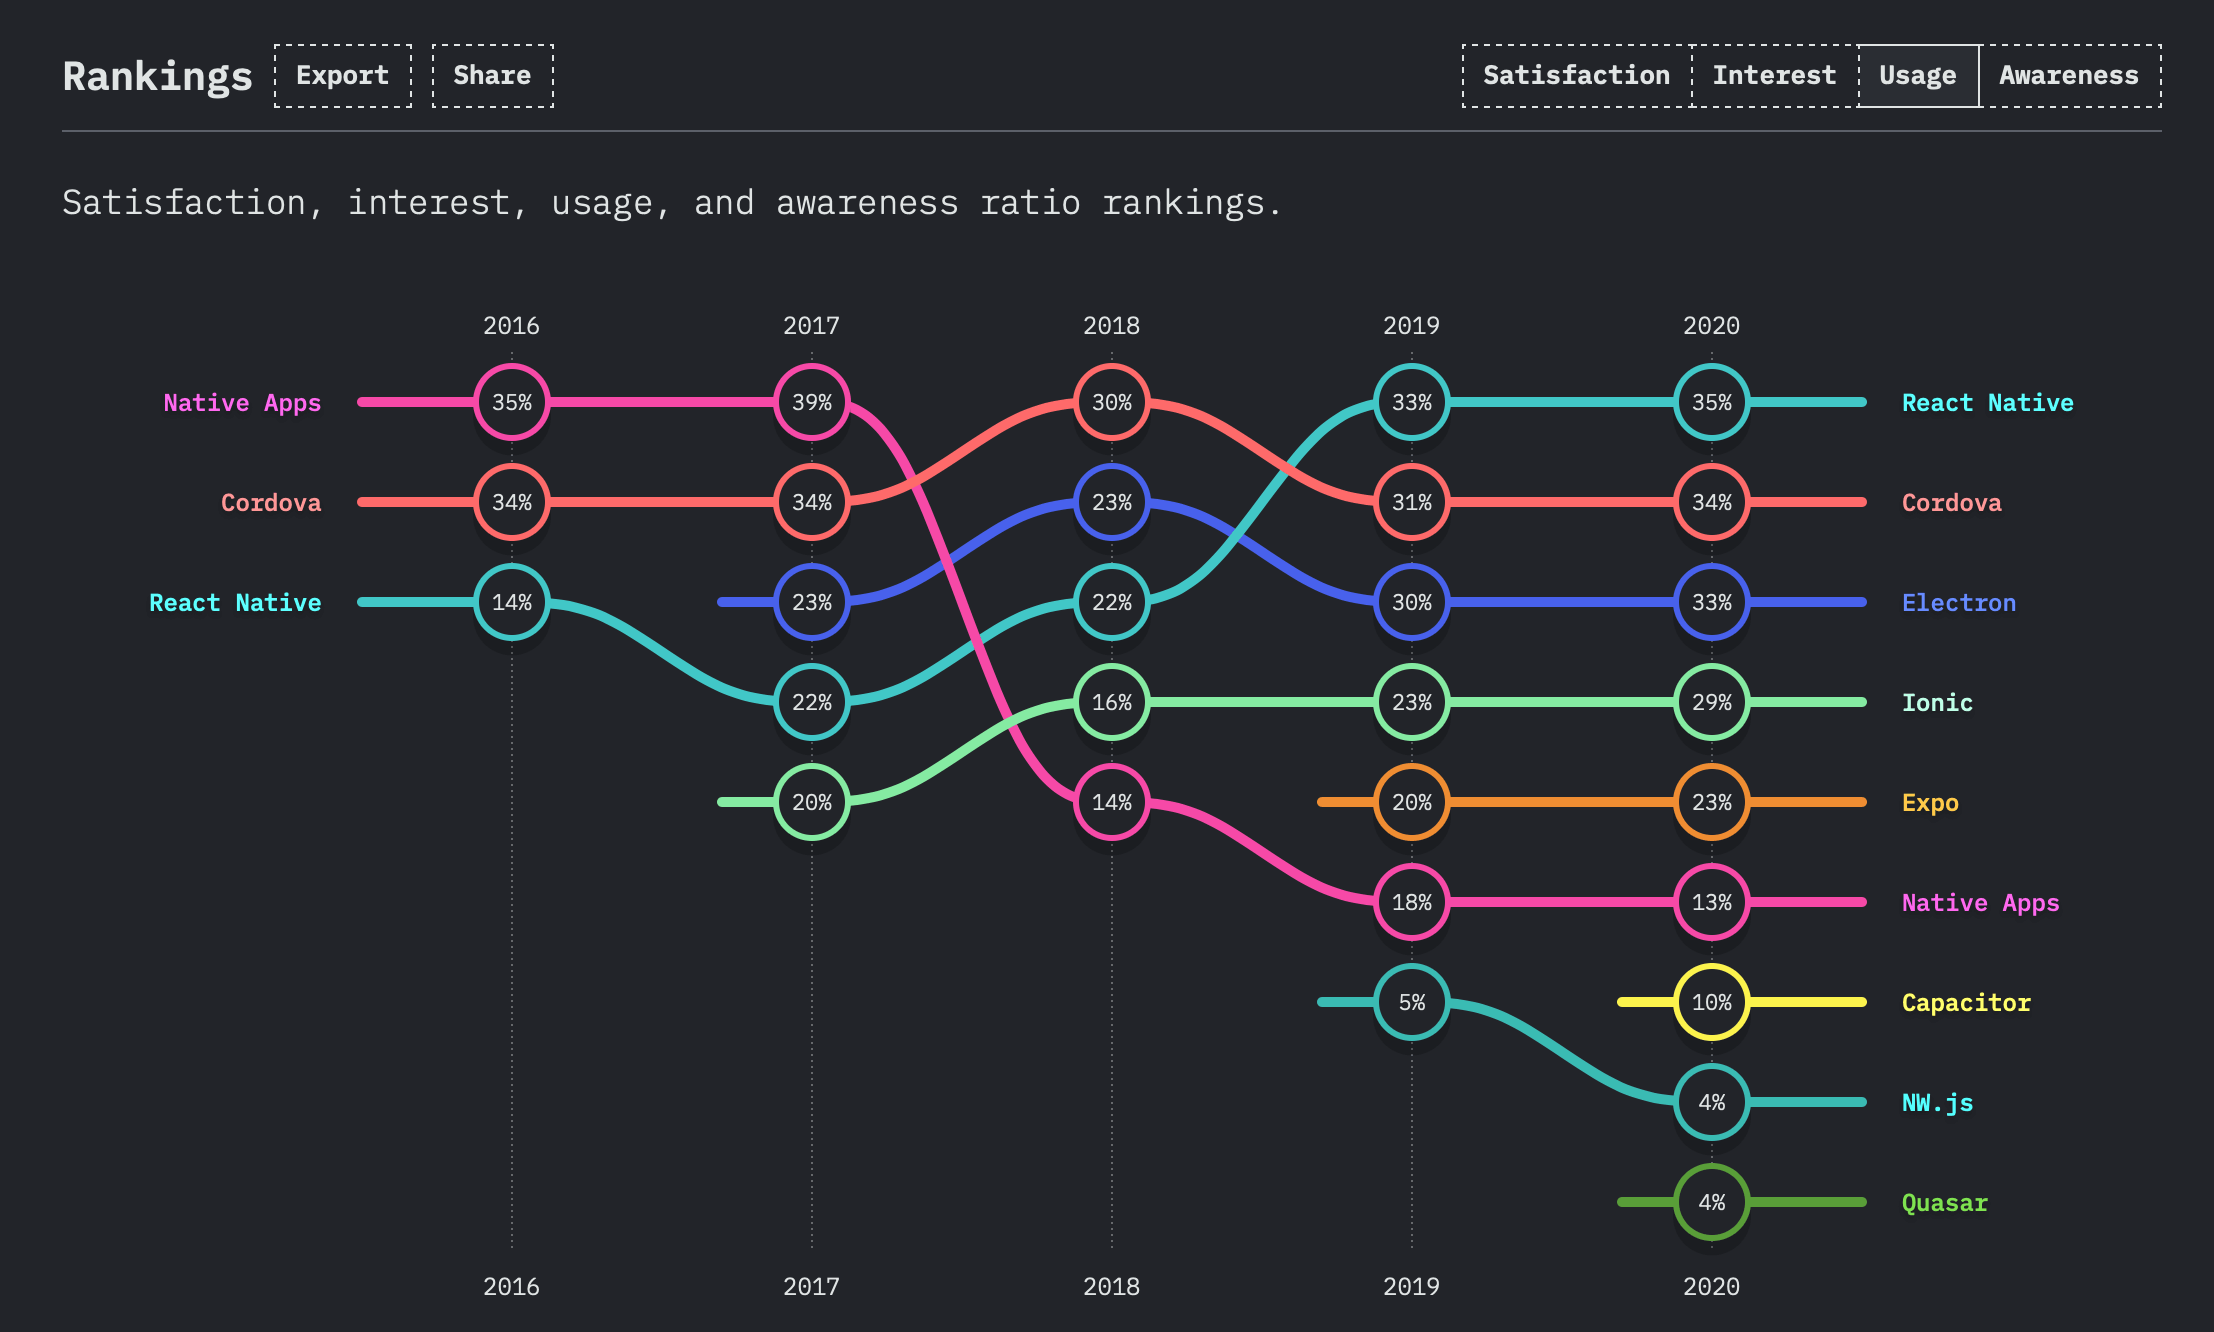 Rankings Export Share Satisfaction Interest Usage Awareness
Satisfaction, interest, usage, and awareness ratio rankings.
2016 2017 2018 2019 2020
Native Apps 35% 39% 30% 33% 35% React Native
Cordova 34% 34% 23% 31% 34% Cordova
React Native 14% 23% 22% 30% 33% Electron
22% 16% 23% 29% Ionic
20% 14% 20% 23% Expo
18% 13% Native Apps
5% 10% Capacitor
4% NW.js
4% Quasar
2016 2017 2018 2019 2020